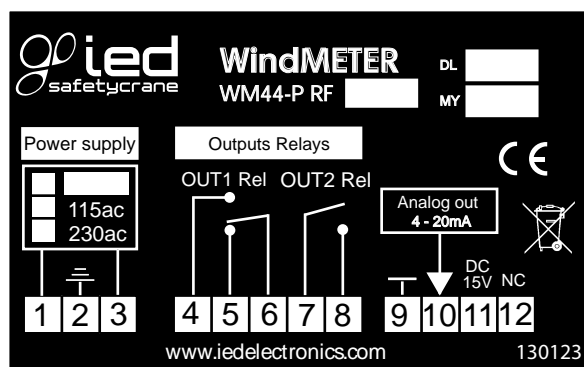 ied
safetycrane
WindMETER
WM44-P RF
DL
MY
Power supply
115ac
230ac
Outputs Relays
OUT1 Rel OUT2 Rel
Analog out
4 - 20mA
CE
DC
15V
NC
1 2 3 4 5 6 7 8 9 10 11 12
www.iedelectronics.com
130123